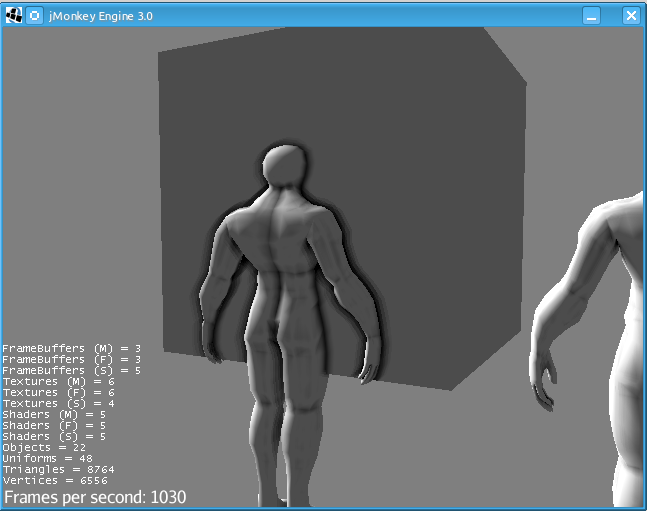 jMonkey Engine 3.0
FrameBuffers (M) = 3
FrameBuffers (F) = 3
FrameBuffers (S) = 5
Textures (M) = 6
Textures (F) = 6
Textures (S) = 4
Shaders (M) = 5
Shaders (F) = 5
Shaders (S) = 5
Objects = 22
Uniforms = 48
Triangles = 8764
Vertices = 6556
Frames per second: 1030